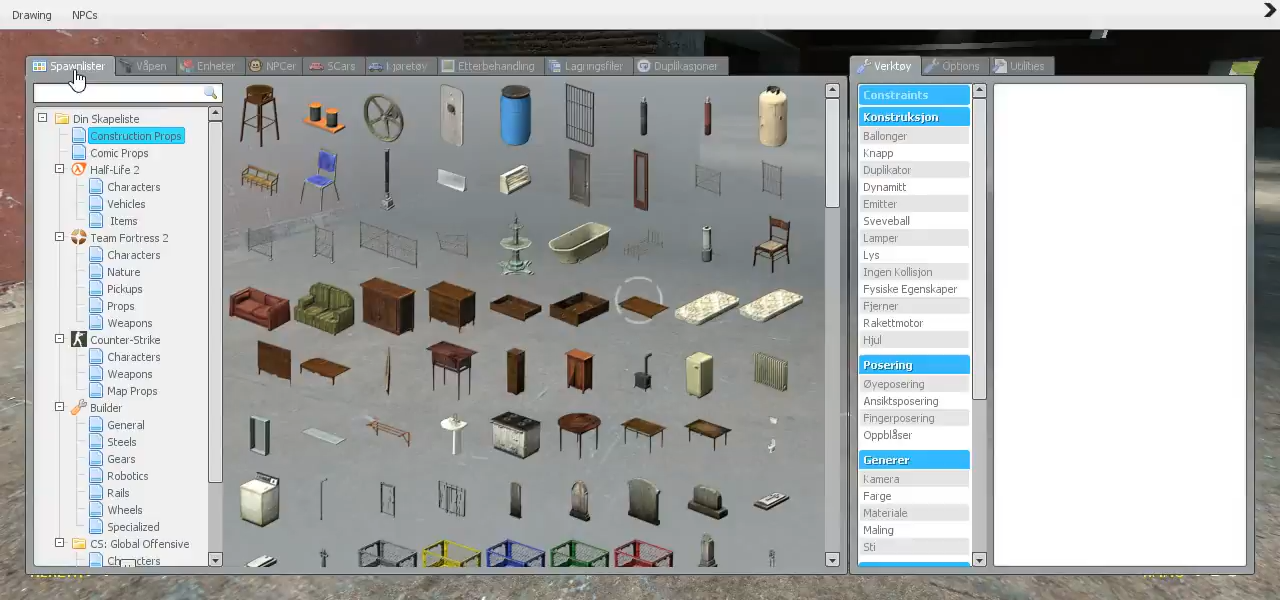 Drawing NPCs
Spawnlister Våpen Enheter NPCer SCars Kjøretøy Etterbehandling Lagringsfiler Duplikasjoner
Din Skapeliste
Construction Props
Comic Props
Half-Life 2
Characters
Vehicles
Items
Team Fortress 2
Characters
Nature
Pickups
Props
Weapons
Counter-Strike
Characters
Weapons
Map Props
Builder
General
Steels
Gears
Robotics
Rails
Wheels
Specialized
CS: Global Offensive
Characters
Verktøy Options Utilities
Constraints
Konstruksjon
Ballonger
Knapp
Duplikator
Dynamitt
Emitter
Sveveball
Lamper
Lys
Ingen Kollisjon
Fysiske Egenskaper
Fjerner
Rakettmotor
Hjul
Posering
Øyeposering
Ansiktsposering
Fingerposering
Oppblåser
Generer
Kamera
Farge
Materiale
Maling
Sti